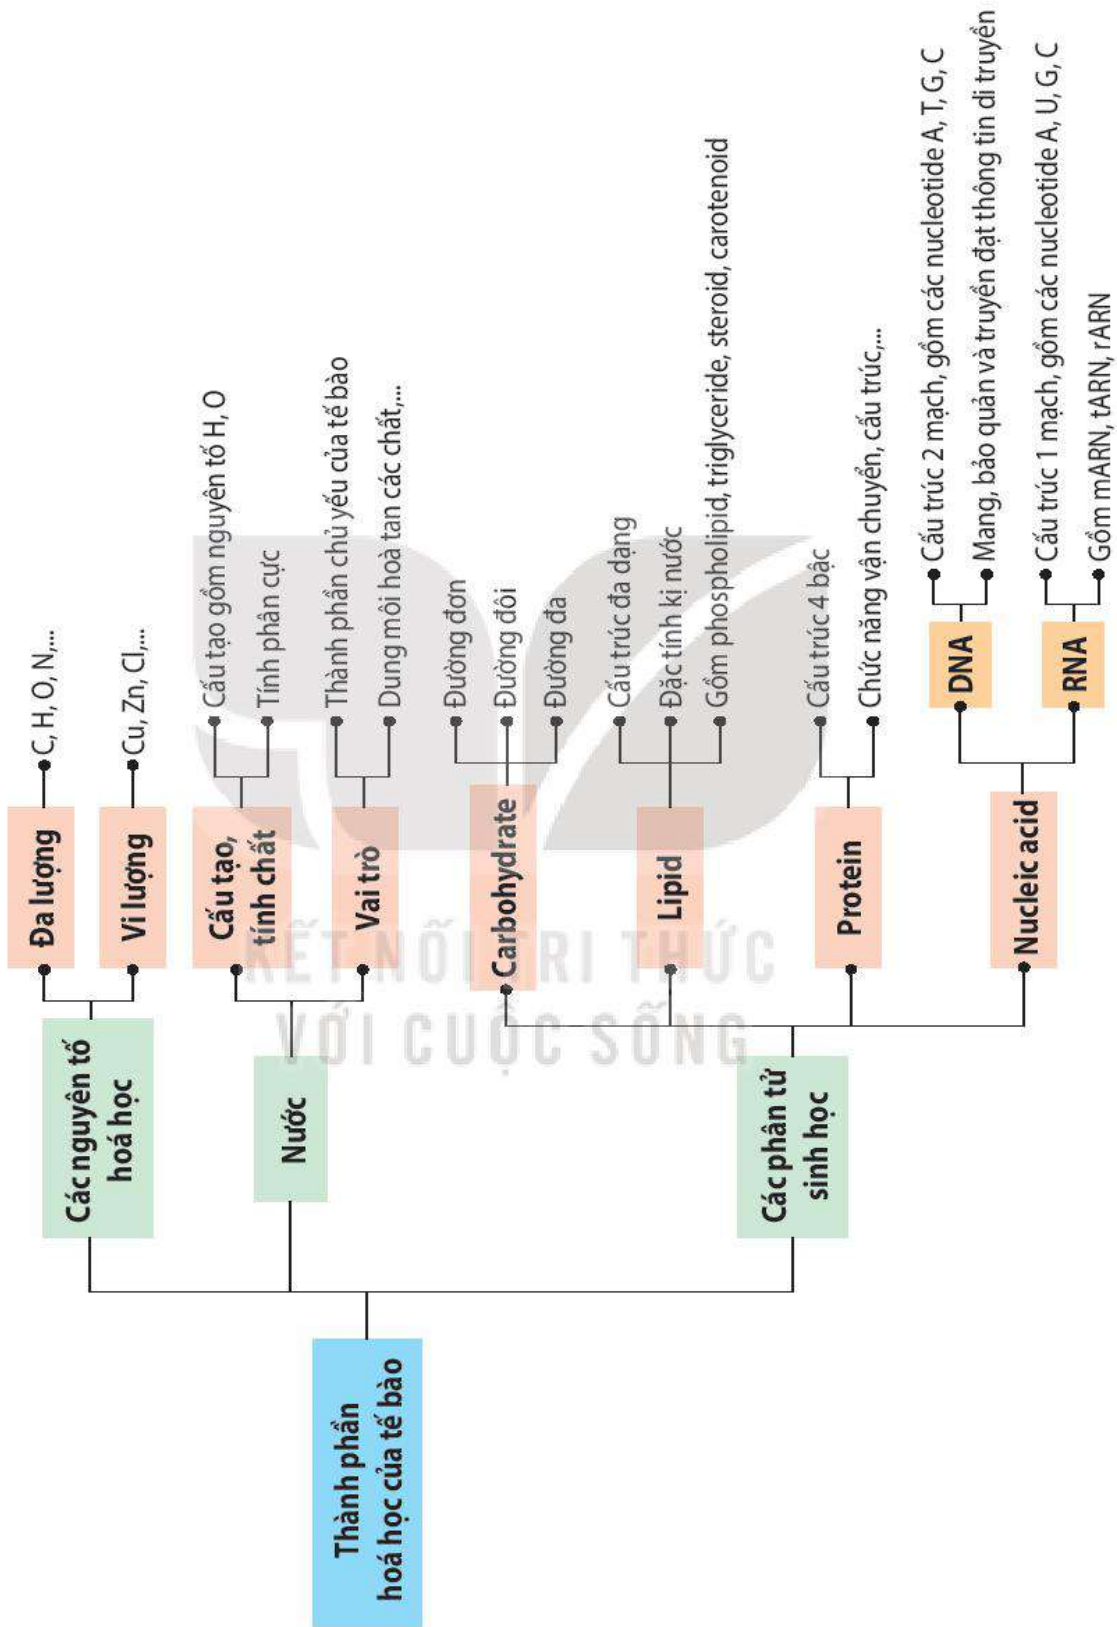 Thành phần
hoá học của tế bào
Các nguyên tố
hoá học
Đa lượng
C, H, O, N,...
Vi lượng
Cu, Zn, Cl,...
Nước
Cấu tạo,
tính chất
Cấu tạo gồm nguyên tố H, O
Tính phân cực
Vai trò
Thành phần chủ yếu của tế bào
Dung môi hoà tan các chất,...
Các phân tử
sinh học
Carbohydrate
Đường đơn
Đường đôi
Đường đa
Lipid
Cấu trúc đa dạng
Đặc tính kị nước
Gồm phospholipid, triglyceride, steroid, carotenoid
Protein
Cấu trúc 4 bậc
Chức năng vận chuyển, cấu trúc,...
Nucleic acid
DNA
Cấu trúc 2 mạch, gồm các nucleotide A, T, G, C
Mang, bảo quản và truyền đạt thông tin di truyền
RNA
Cấu trúc 1 mạch, gồm các nucleotide A, U, G, C
Gồm mARN, tARN, rARN
KẾT NỐI TRI THỨC
VỚI CUỘC SỐNG